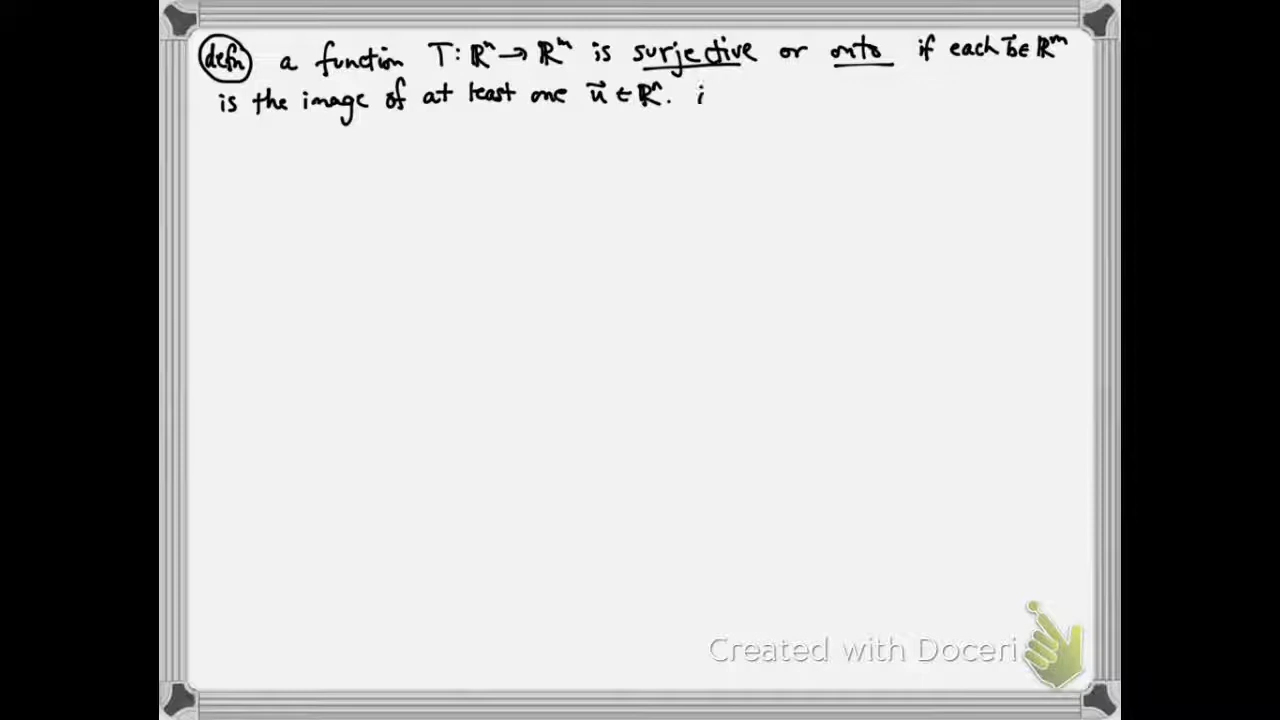 defn a function T: ℝⁿ → ℝᵐ is surjective or onto if each b⃗ ∈ ℝᵐ
is the image of at least one u⃗ ∈ ℝⁿ. i
Created with Doceri